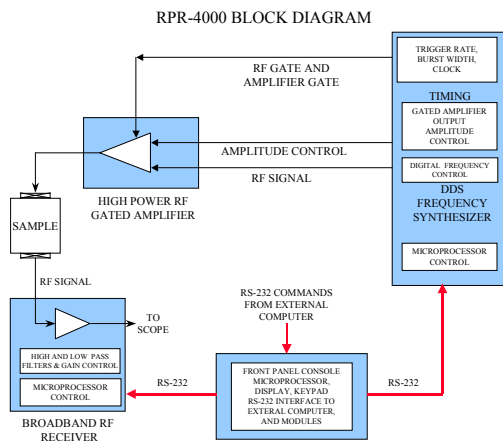 RPR-4000 BLOCK DIAGRAM
TRIGGER RATE,
BURST WIDTH,
CLOCK
RF GATE AND
AMPLIFIER GATE
TIMING
GATED AMPLIFIER
OUTPUT
AMPLITUDE
CONTROL
AMPLITUDE CONTROL
DIGITAL FREQUENCY
CONTROL
RF SIGNAL
DDS
FREQUENCY
SYNTHESIZER
HIGH POWER RF
GATED AMPLIFIER
SAMPLE
MICROPROCESSOR
CONTROL
RF SIGNAL
RS-232 COMMANDS
FROM EXTERNAL
COMPUTER
TO
SCOPE
HIGH AND LOW PASS
FILTERS & GAIN CONTROL
MICROPROCESSOR
CONTROL
RS-232
FRONT PANEL CONSOLE
MICROPROCESSOR,
DISPLAY, KEYPAD
RS-232 INTERFACE TO
EXTERAL COMPUTER,
AND MODULES
RS-232
BROADBAND RF
RECEIVER